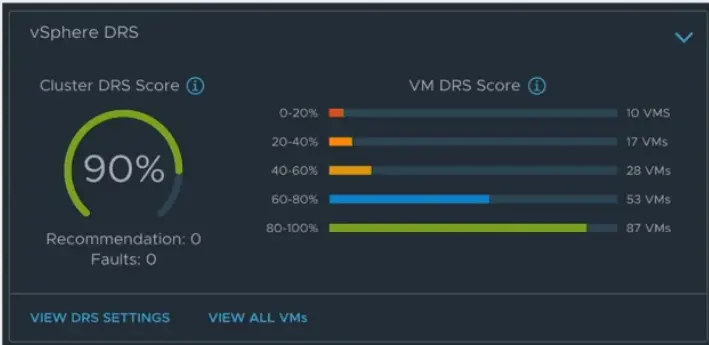 vSphere DRS
Cluster DRS Score
90%
Recommendation: 0
Faults: 0
VM DRS Score
0-20% 10 VMS
20-40% 17 VMs
40-60% 28 VMs
60-80% 53 VMs
80-100% 87 VMs
VIEW DRS SETTINGS VIEW ALL VMs